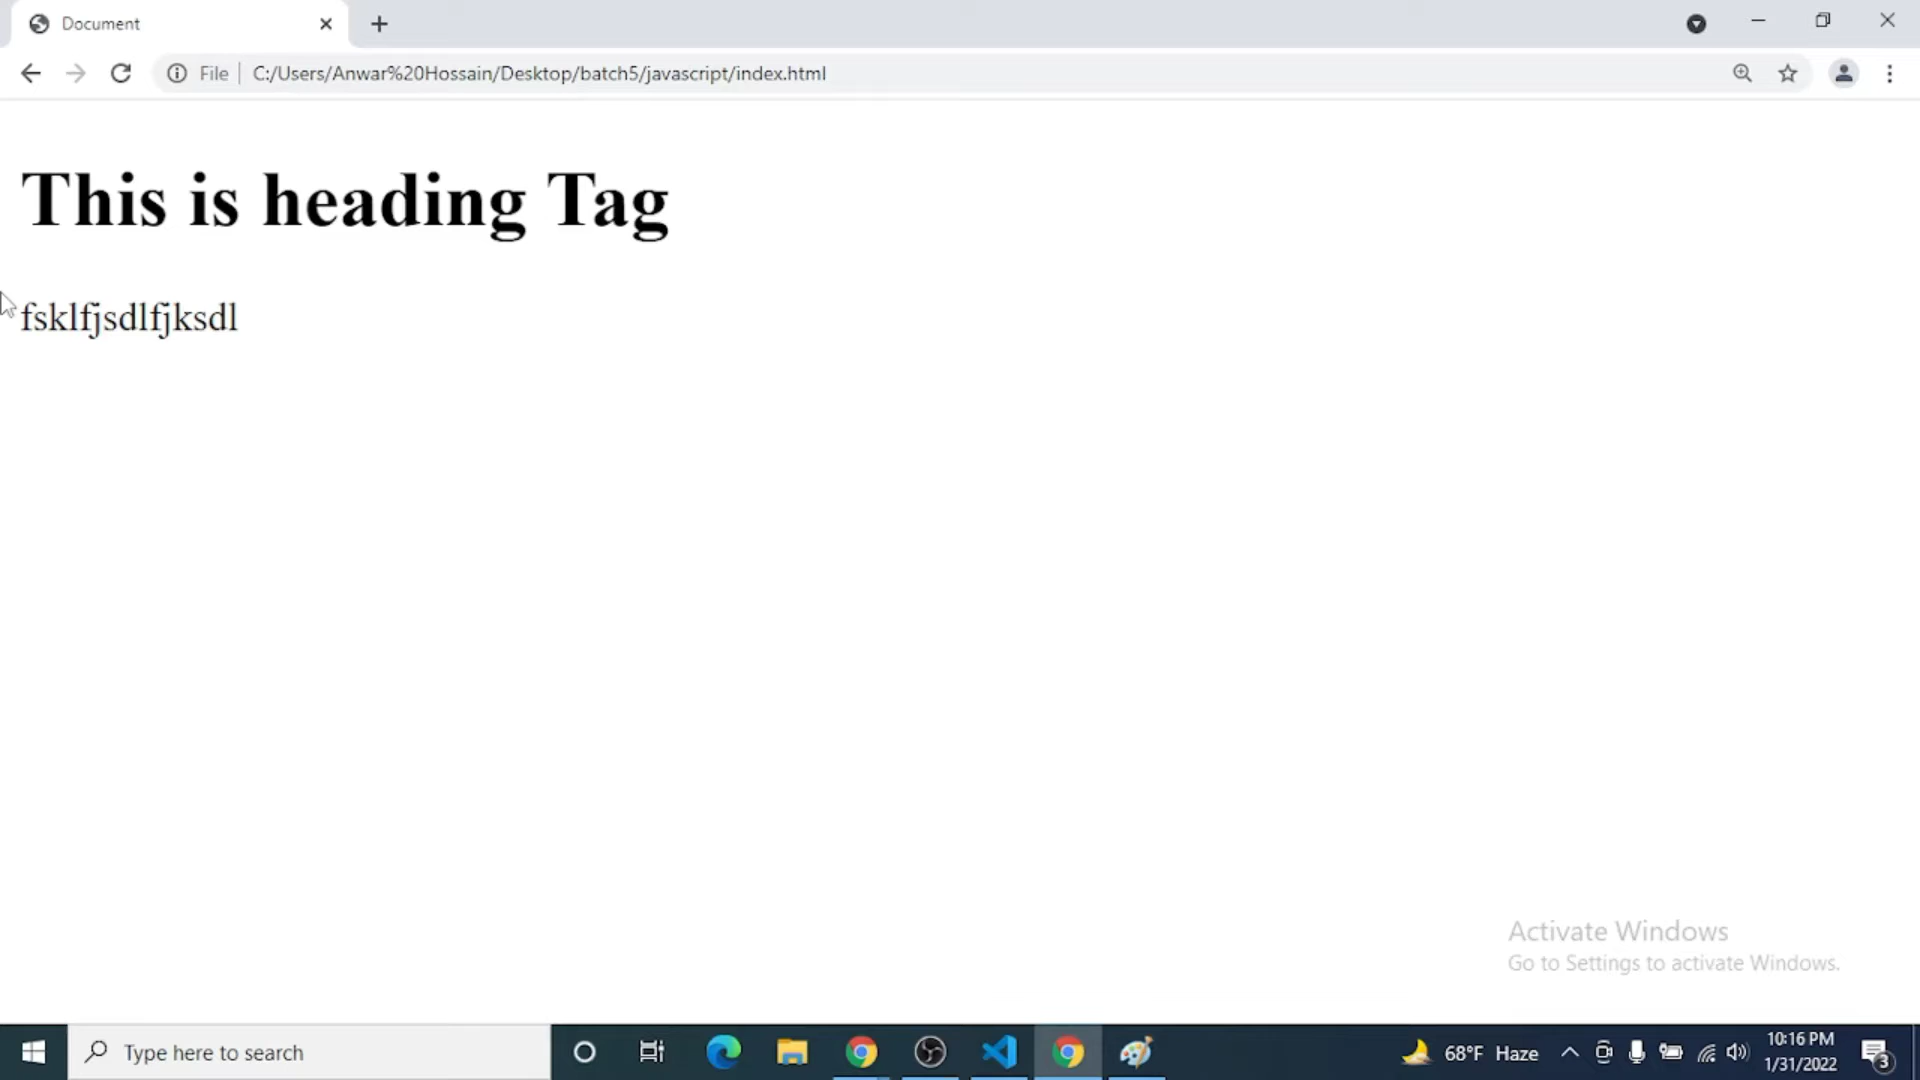 Document
File
C:/Users/Anwar%20Hossain/Desktop/batch5/javascript/index.html
This is heading Tag
fsklfjsdlfjksdl
Activate Windows
Go to Settings to activate Windows.
Type here to search
68°F Haze
10:16 PM
1/31/2022
3